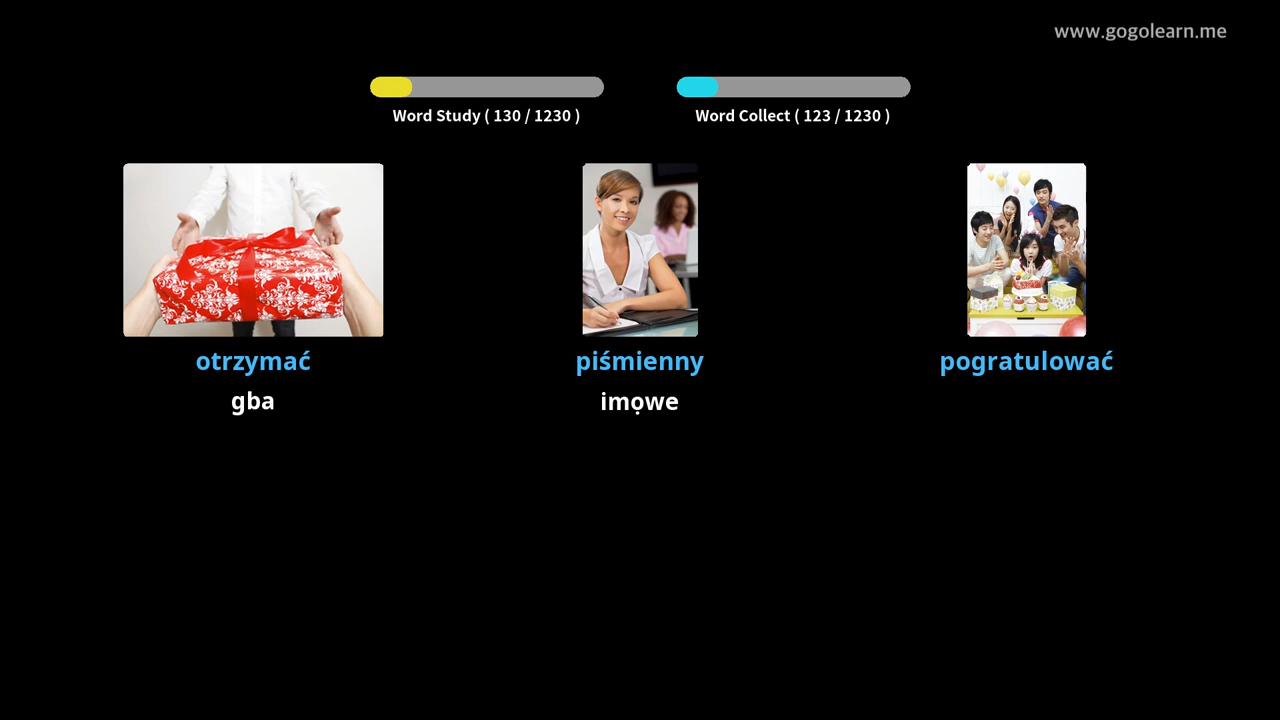 www.gogolearn.me
Word Study ( 130 / 1230 )
Word Collect ( 123 / 1230 )
otrzymać
piśmienny
pogratulować
gba
imọwe